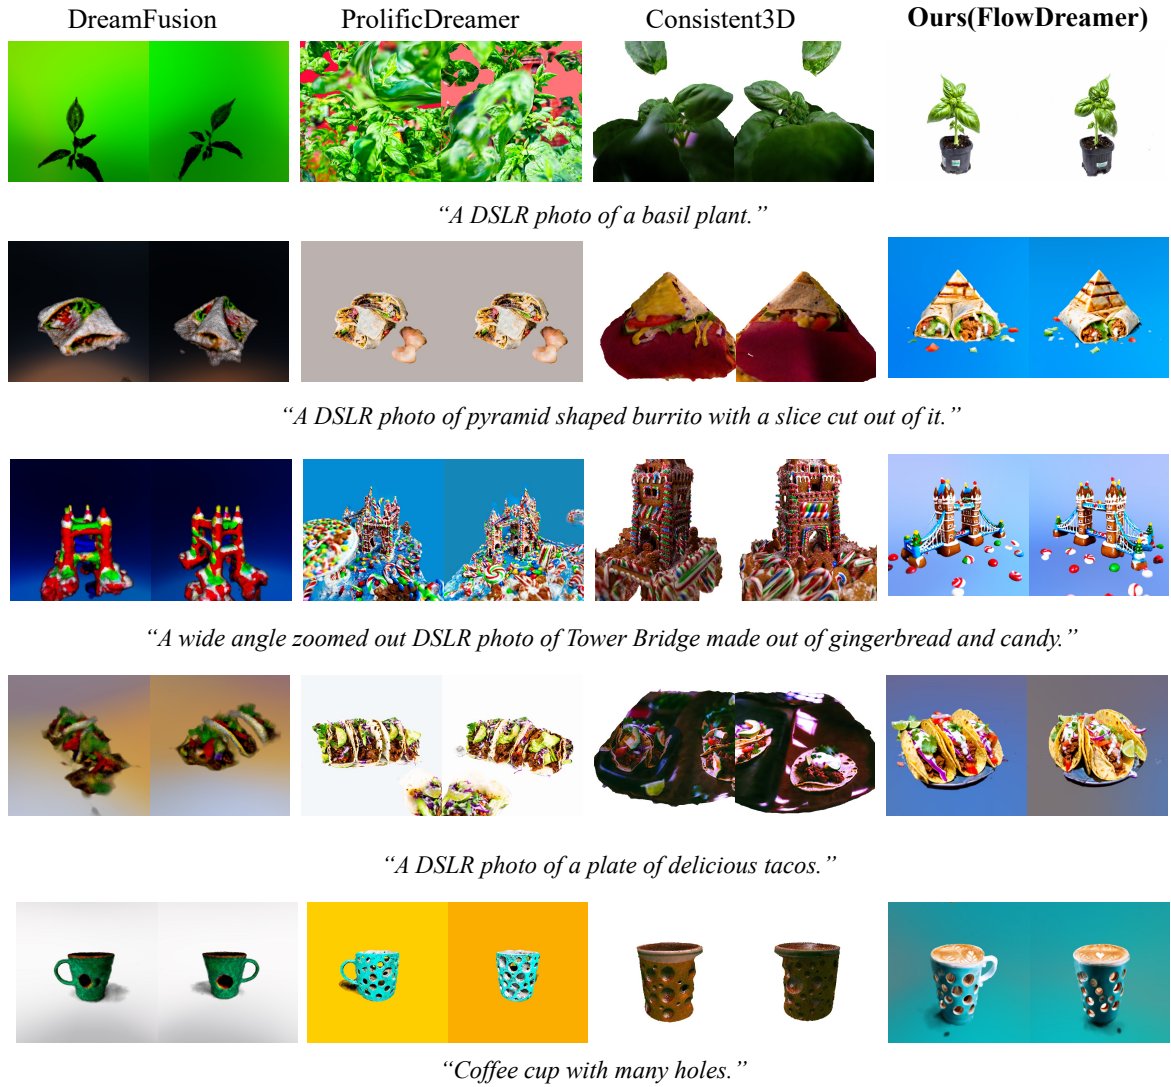 DreamFusion
ProlificDreamer
Consistent3D
Ours(FlowDreamer)
“A DSLR photo of a basil plant.”
“A DSLR photo of pyramid shaped burrito with a slice cut out of it.”
“A wide angle zoomed out DSLR photo of Tower Bridge made out of gingerbread and candy.”
“A DSLR photo of a plate of delicious tacos.”
“Coffee cup with many holes.”